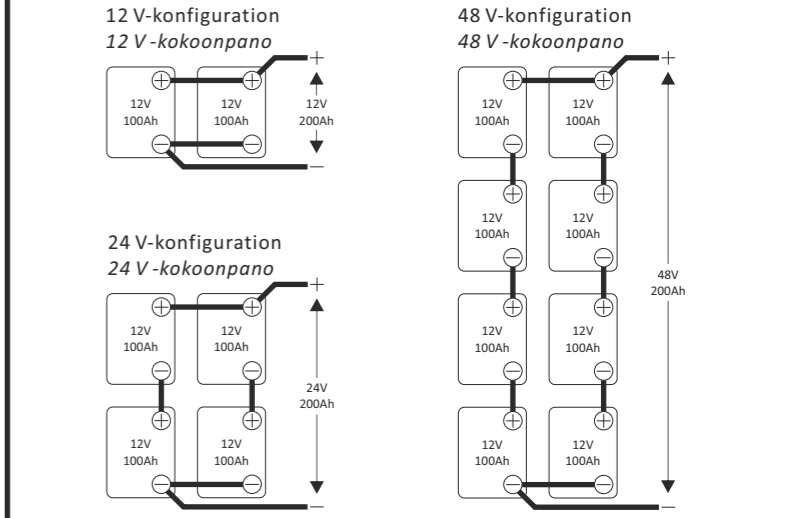 12 V-konfiguration
12 V -kokoonpano
+
+ +
12V 12V 12V
100Ah 100Ah 200Ah
− −
−
24 V-konfiguration
24 V -kokoonpano
+
+ +
12V 12V
100Ah 100Ah
− −
24V
200Ah
+ +
12V 12V
100Ah 100Ah
− −
−
48 V-konfiguration
48 V -kokoonpano
+
+ +
12V 12V
100Ah 100Ah
− −
+ +
12V 12V
100Ah 100Ah
− −
48V
200Ah
+ +
12V 12V
100Ah 100Ah
− −
+ +
12V 12V
100Ah 100Ah
− −
−